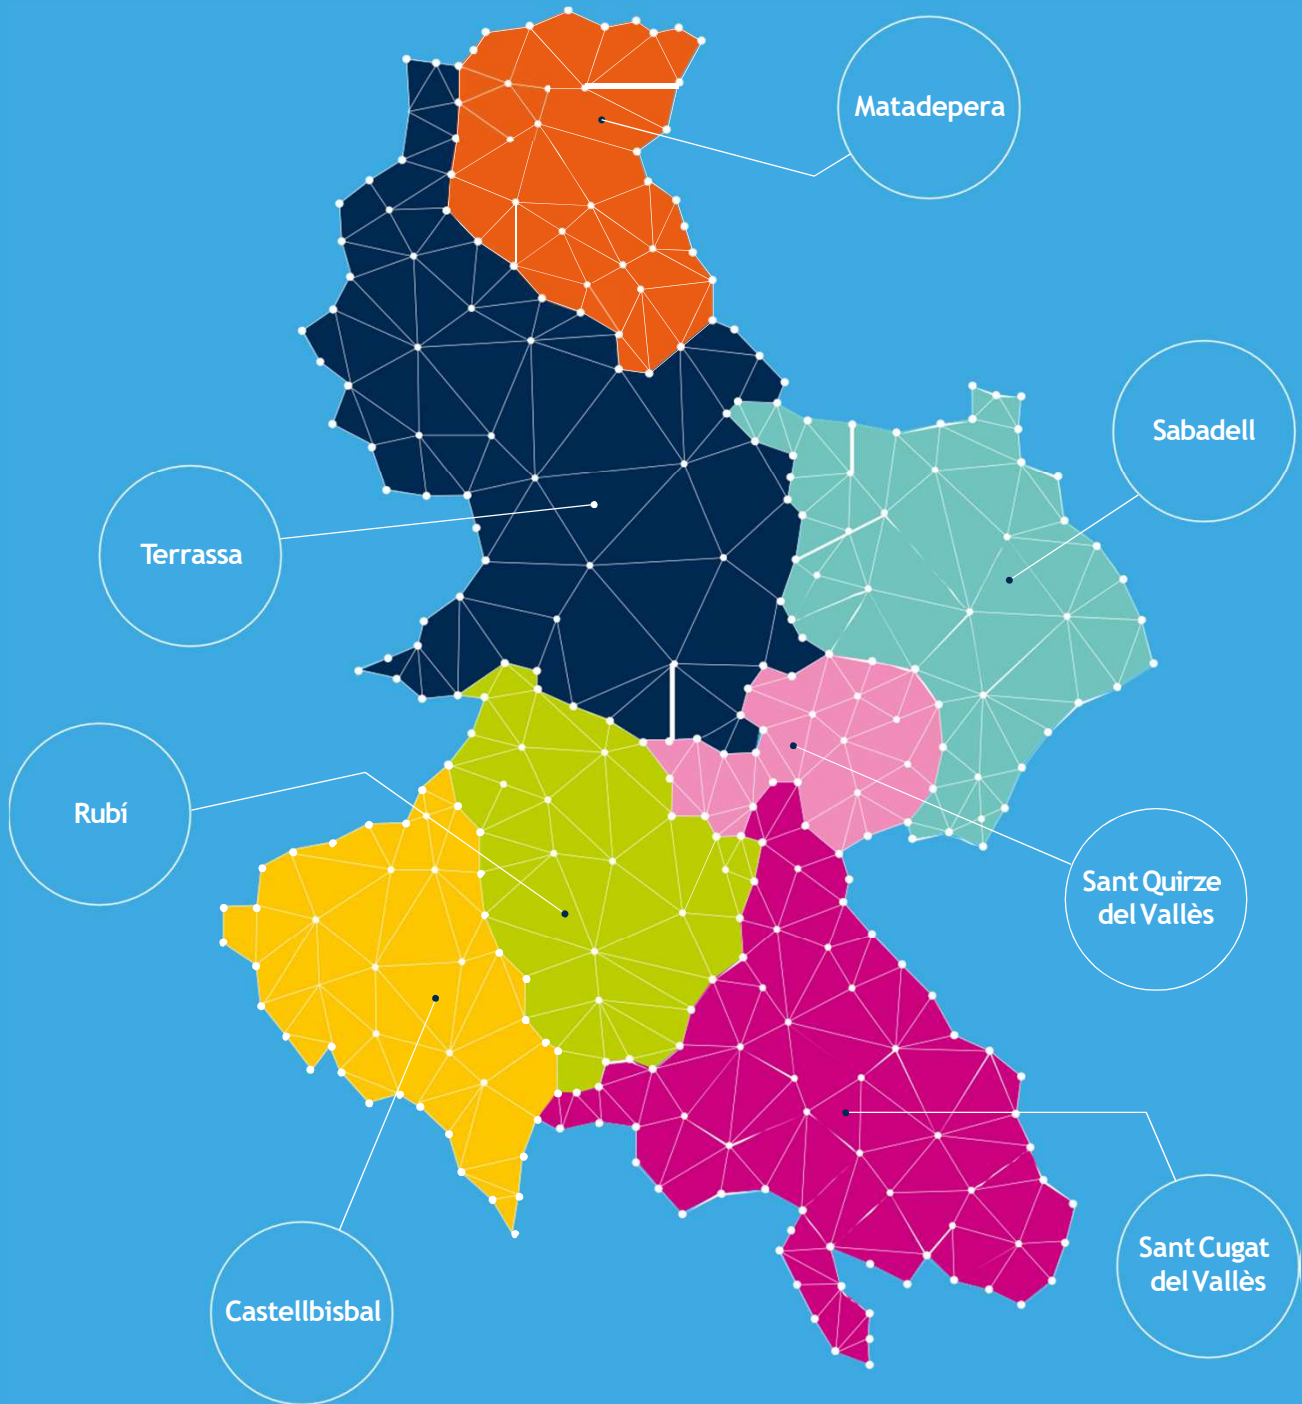 Matadepera
Sabadell
Terrassa
Rubí
Sant Quirze
del Vallès
Sant Cugat
del Vallès
Castellbisbal